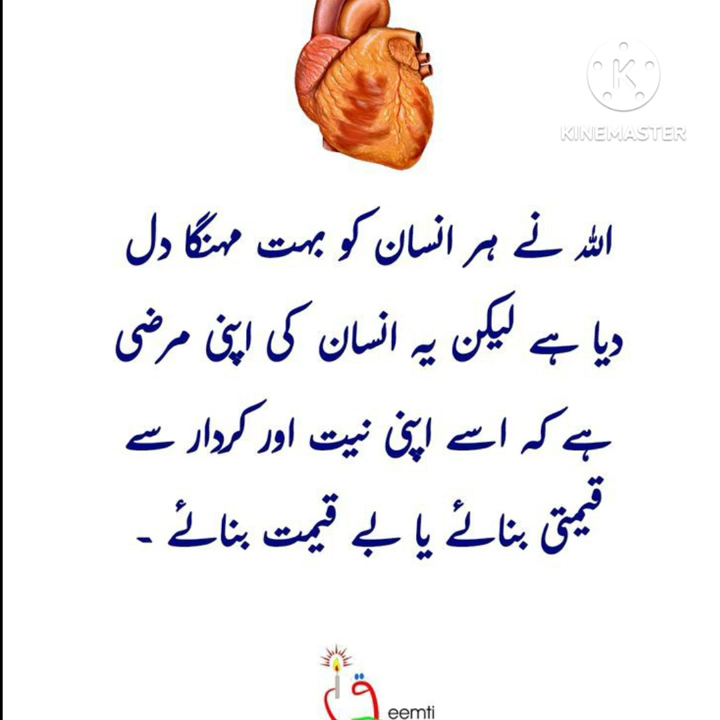 KINEMASTER
اللہ نے ہر انسان کو بہت مہنگا دل
دیا ہے لیکن یہ انسان کی اپنی مرضی
ہے کہ اسے اپنی نیت اور کردار سے
قیمتی بنائے یا بے قیمت بنائے ۔
ق eemti